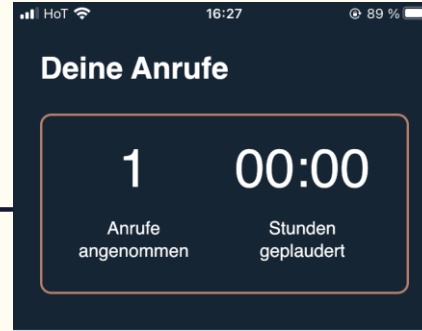 HoT 16:27 89 %
Deine Anrufe
1 00:00
Anrufe angenommen
Stunden geplaudert